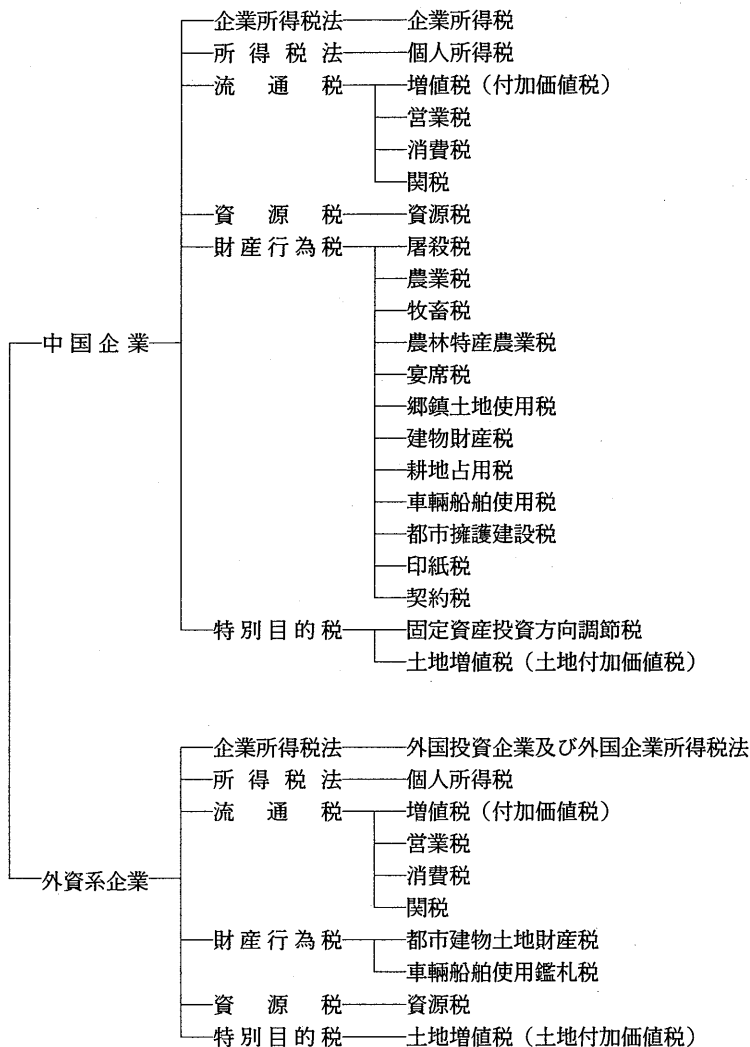 企業所得税法 企業所得税
所得税法 個人所得税
流通税 増値税（付加価値税）
営業税
消費税
関税
資源税 資源税
財産行為税 屠殺税
農業税
牧畜税
中国企業 農林特産農業税
宴席税
郷鎮土地使用税
建物財産税
耕地占用税
車輛船舶使用税
都市擁護建設税
印紙税
契約税
特別目的税 固定資産投資方向調節税
土地増値税（土地付加価値税）
企業所得税法 外国投資企業及び外国企業所得税法
所得税法 個人所得税
流通税 増値税（付加価値税）
営業税
外資系企業 消費税
関税
財産行為税 都市建物土地財産税
車輛船舶使用鑑札税
資源税 資源税
特別目的税 土地増値税（土地付加価値税）